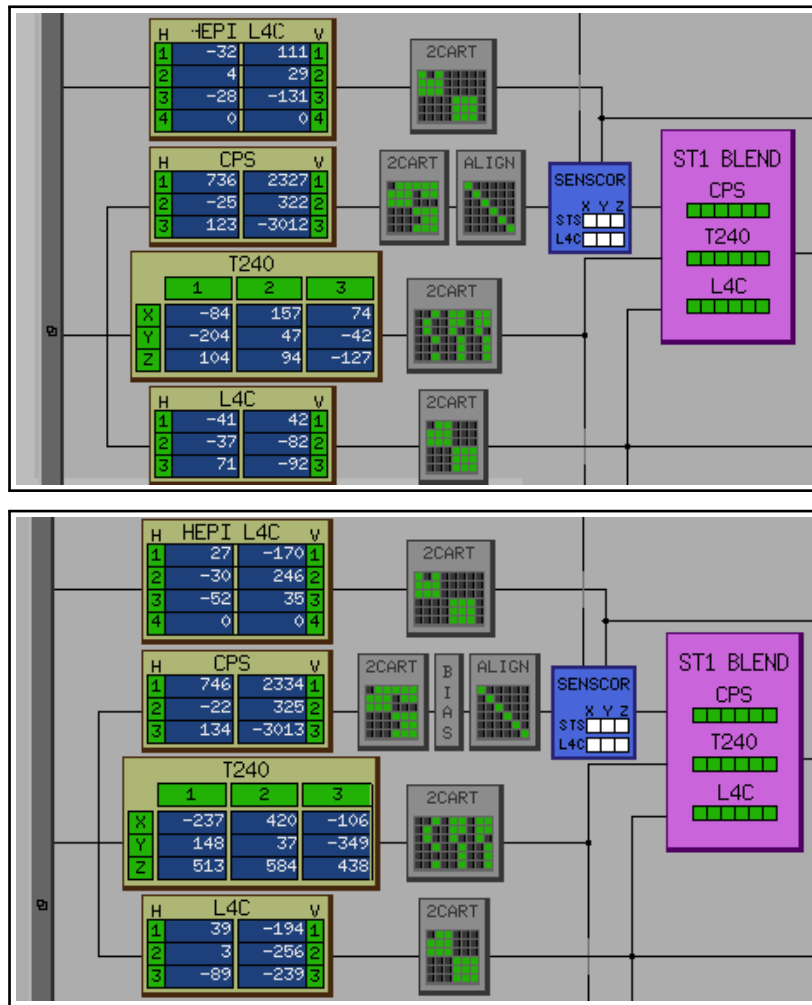 H HEPI L4C V
1 -32 111 1
2 4 29 2
3 -28 -131 3
4 0 0 4
2CART
H CPS V
1 736 2327 1
2 -25 322 2
3 123 -3012 3
2CART ALIGN
SENSCOR
X Y Z
STS
L4C
ST1 BLEND
CPS
T240
L4C
T240
1 2 3
X -84 157 74
Y -204 47 -42
Z 104 94 -127
2CART
H L4C V
1 -41 42 1
2 -37 -82 2
3 71 -92 3
2CART
H HEPI L4C V
1 27 -170 1
2 -30 246 2
3 -52 35 3
4 0 0 4
2CART
H CPS V
1 746 2334 1
2 -22 325 2
3 134 -3013 3
2CART BIAS ALIGN
SENSCOR
X Y Z
STS
L4C
ST1 BLEND
CPS
T240
L4C
T240
1 2 3
X -237 420 -106
Y 148 37 -349
Z 513 584 438
2CART
H L4C V
1 39 -194 1
2 3 -256 2
3 -89 -239 3
2CART